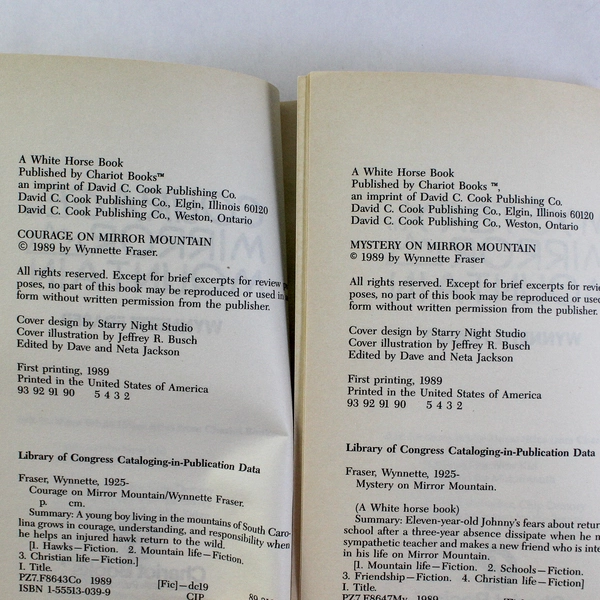 A White Horse Book
Published by Chariot Books™
an imprint of David C. Cook Publishing Co.
David C. Cook Publishing Co., Elgin, Illinois 60120
David C. Cook Publishing Co., Weston, Ontario
COURAGE ON MIRROR MOUNTAIN
© 1989 by Wynnette Fraser.
All rights reserved. Except for brief excerpts for review
poses, no part of this book may be reproduced or used in
form without written permission from the publisher.
Cover design by Starry Night Studio
Cover illustration by Jeffrey R. Busch
Edited by Dave and Neta Jackson
First printing, 1989
Printed in the United States of America
93 92 91 90 5 4 3 2
Library of Congress Cataloging-in-Publication Data
Fraser, Wynnette, 1925-
Courage on Mirror Mountain/Wynnette Fraser.
p. cm.
Summary: A young boy living in the mountains of South Caro-
lina grows in courage, understanding, and responsibility when
he helps an injured hawk return to the wild.
[1. Hawks—Fiction. 2. Mountain life—Fiction.
3. Christian life—Fiction.]
I. Title.
PZ7.F8643Co 1989 [Fic]—dc19
ISBN 1-55513-039-9 CIP
A White Horse Book
Published by Chariot Books ™,
an imprint of David C. Cook Publishing Co.
David C. Cook Publishing Co., Elgin, Illinois 60120
David C. Cook Publishing Co., Weston, Ontario
MYSTERY ON MIRROR MOUNTAIN
© 1989 by Wynnette Fraser
All rights reserved. Except for brief excerpts for revie
poses, no part of this book may be reproduced or used
form without written permission from the publisher.
Cover design by Starry Night Studio
Cover illustration by Jeffrey R. Busch
Edited by Dave and Neta Jackson
First printing, 1989
Printed in the United States of America
93 92 91 90 5 4 3 2
Library of Congress Cataloging-in-Publication Data
Fraser, Wynnette, 1925-
Mystery on Mirror Mountain.
(A White horse book)
Summary: Eleven-year-old Johnny's fears about retur
school after a three-year absence dissipate when he m
sympathetic teacher and makes a new friend who is inte
in his life on Mirror Mountain.
[1. Mountain life—Fiction. 2. Schools—Fiction.
3. Friendship—Fiction. 4. Christian life—Fiction]
I. Title.
PZ7.F8647My 1989